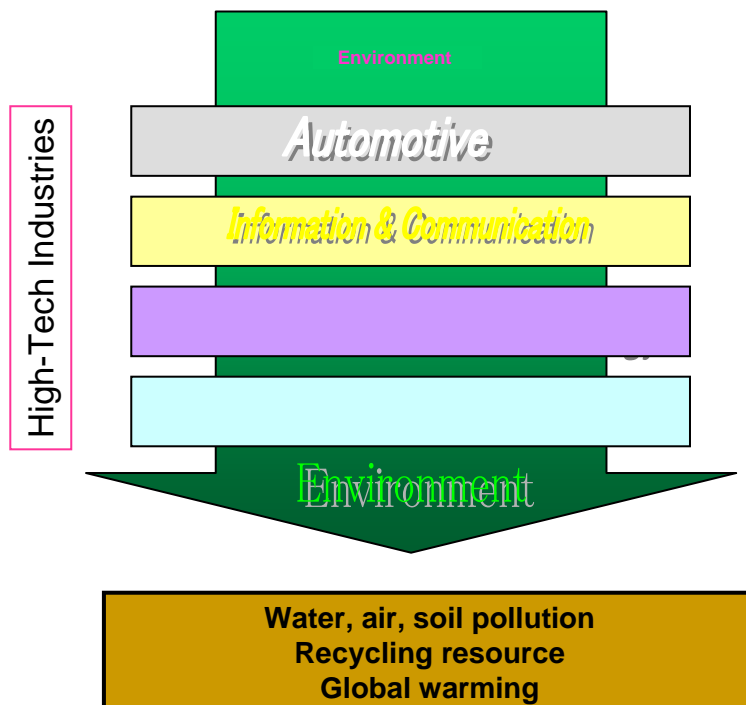 Environment
High-Tech Industries
Automotive
Information & Communication
Environment
Water, air, soil pollution
Recycling resource
Global warming